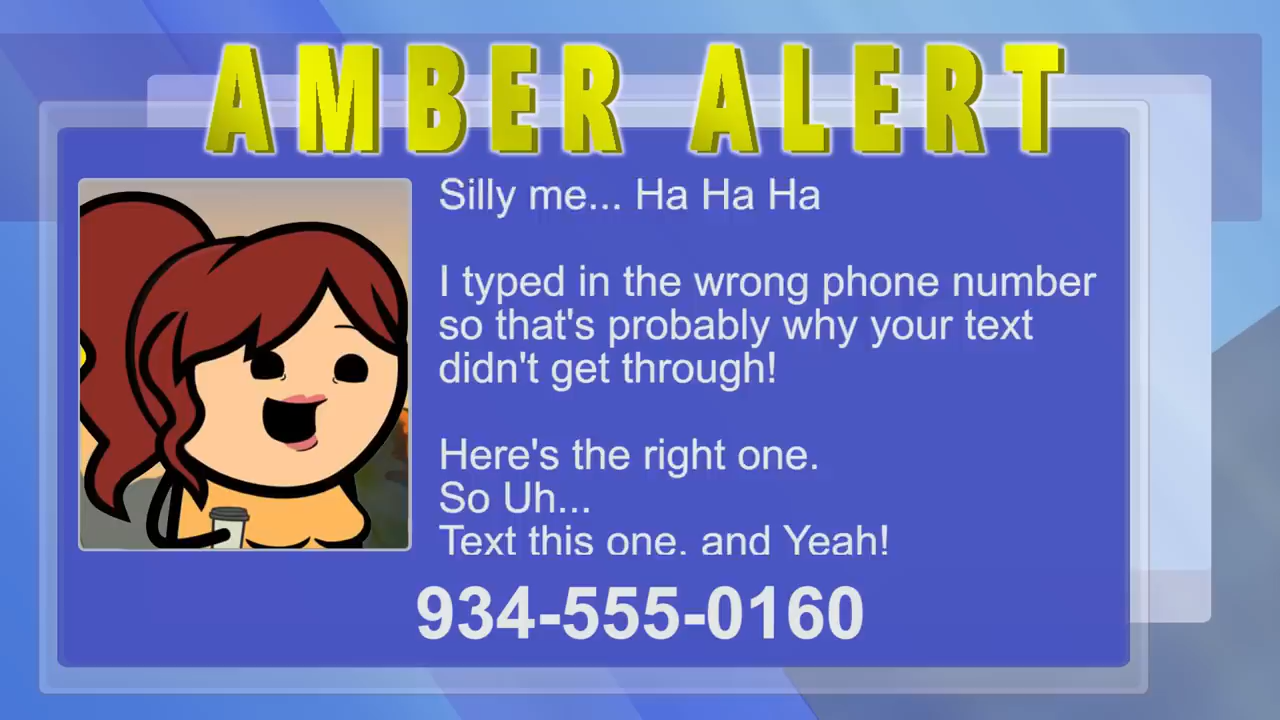 AMBER ALERT
Silly me... Ha Ha Ha
I typed in the wrong phone number
so that's probably why your text
didn't get through!
Here's the right one.
So Uh...
Text this one. and Yeah!
934-555-0160